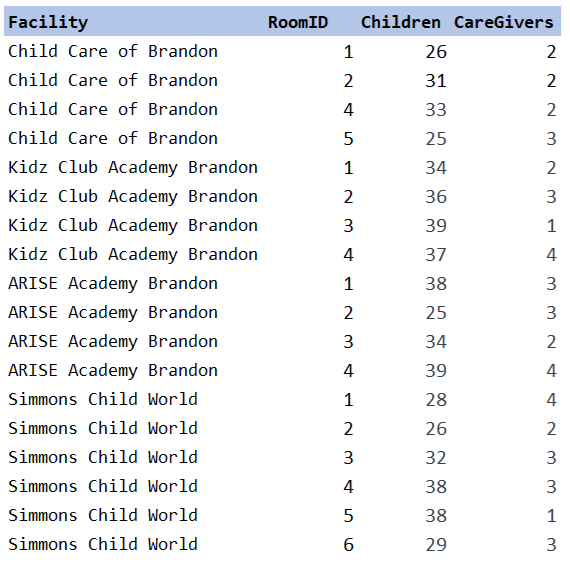 Facility RoomID Children CareGivers
Child Care of Brandon 1 26 2
Child Care of Brandon 2 31 2
Child Care of Brandon 4 33 2
Child Care of Brandon 5 25 3
Kidz Club Academy Brandon 1 34 2
Kidz Club Academy Brandon 2 36 3
Kidz Club Academy Brandon 3 39 1
Kidz Club Academy Brandon 4 37 4
ARISE Academy Brandon 1 38 3
ARISE Academy Brandon 2 25 3
ARISE Academy Brandon 3 34 2
ARISE Academy Brandon 4 39 4
Simmons Child World 1 28 4
Simmons Child World 2 26 2
Simmons Child World 3 32 3
Simmons Child World 4 38 3
Simmons Child World 5 38 1
Simmons Child World 6 29 3